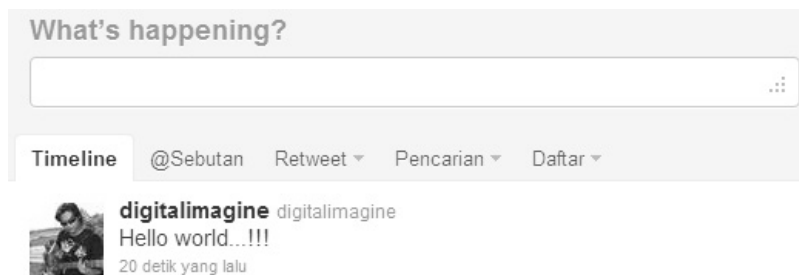 What's happening?
Timeline @Sebutan Retweet Pencarian Daftar
digitalimagine digitalimagine
Hello world...!!!
20 detik yang lalu